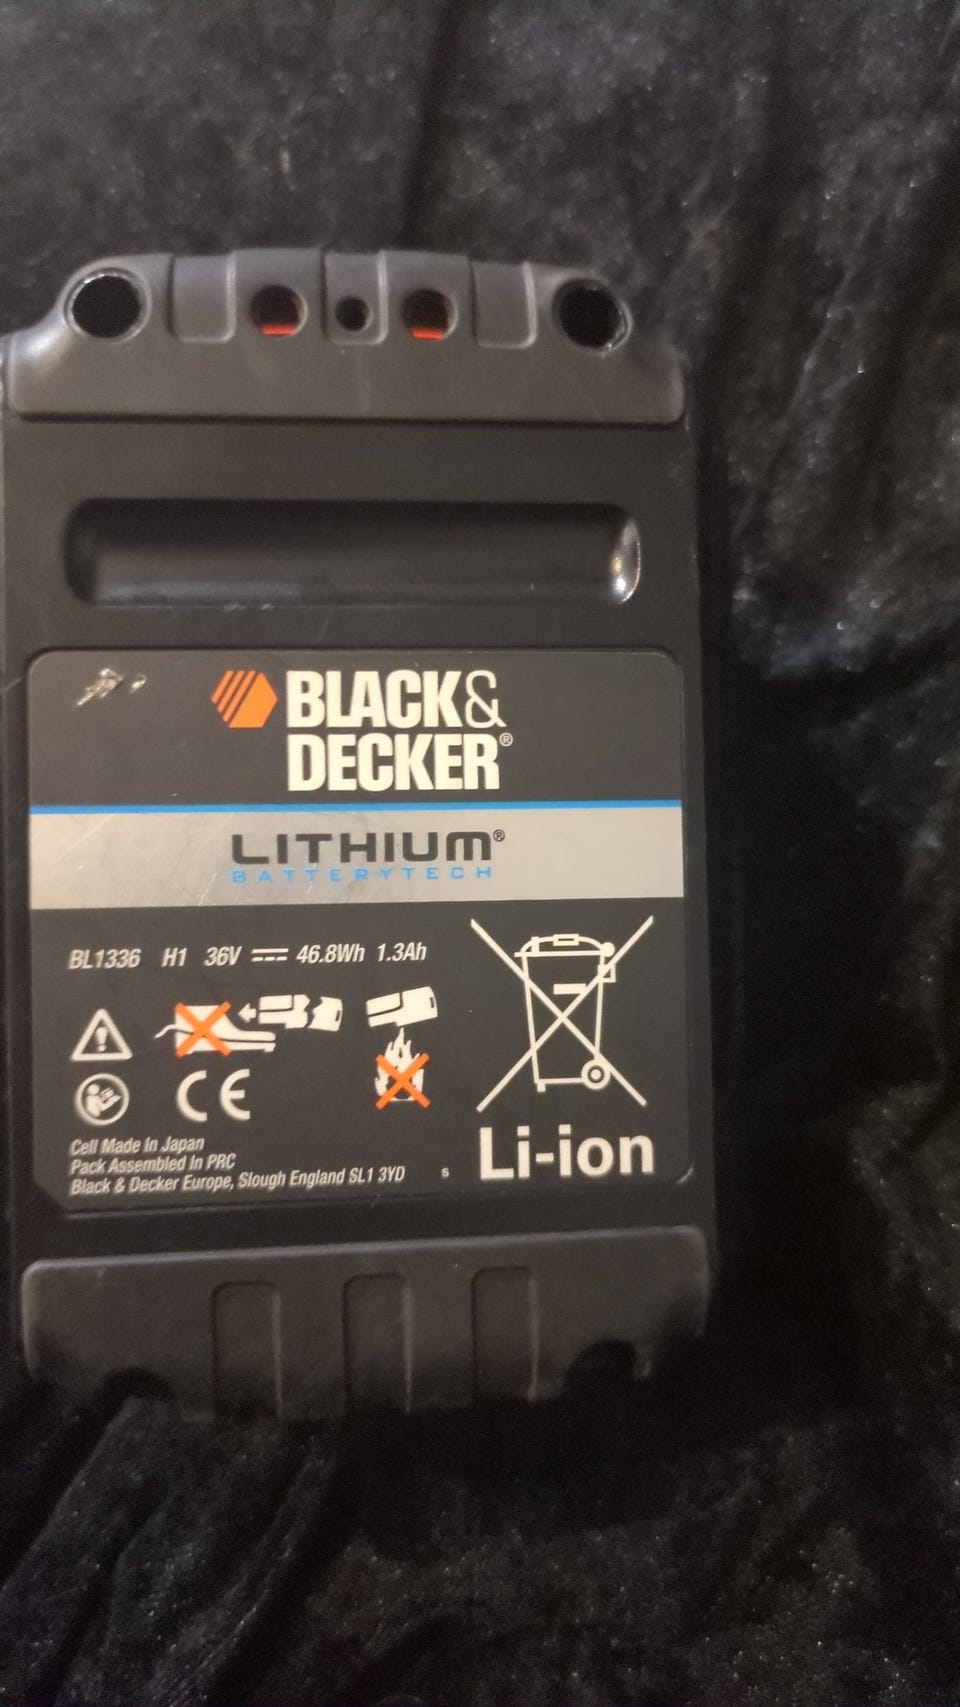 BLACK&
DECKER®
LITHIUM®
BATTERYTECH
BL1336 H1 36V 46.8Wh 1.3Ah
CE
Cell Made In Japan
Pack Assembled In PRC
Black & Decker Europe, Slough England SL1 3YD s
Li-ion